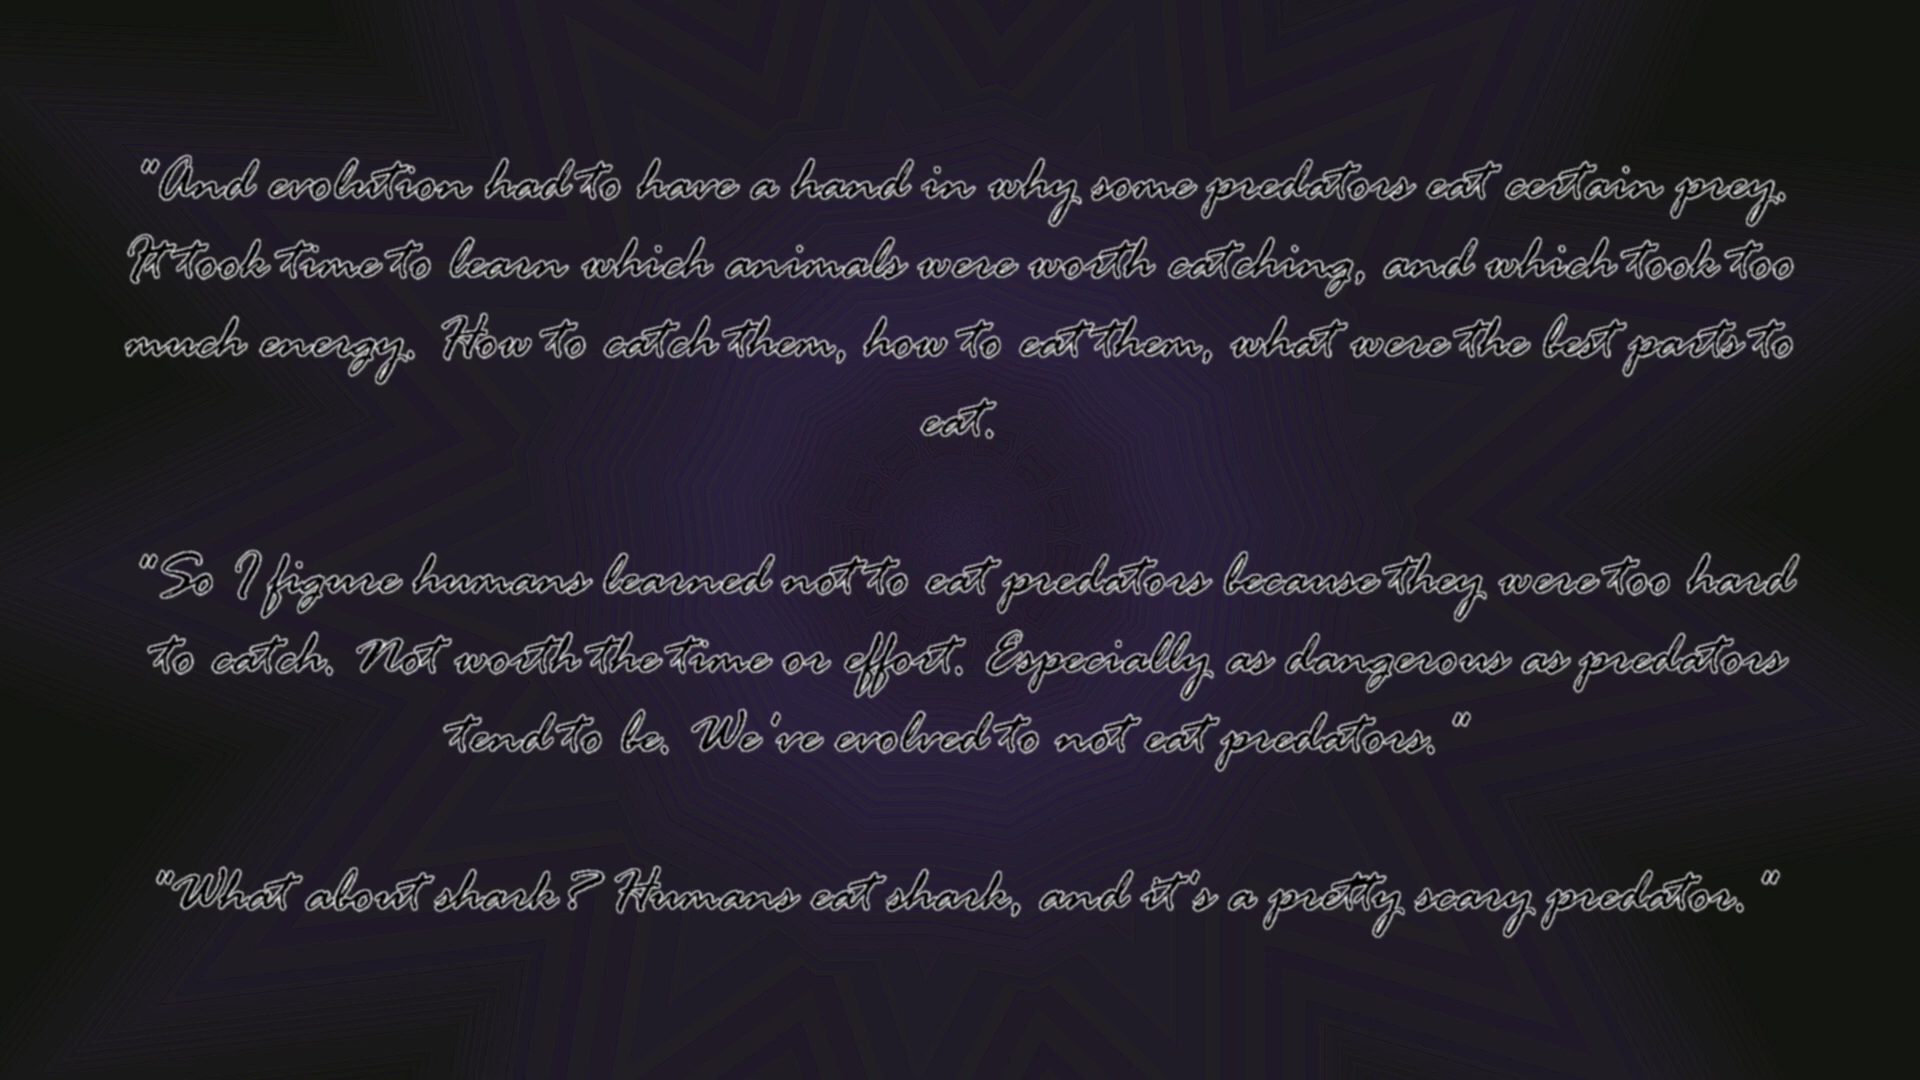 "And evolution had to have a hand in why some predators eat certain prey.
It took time to learn which animals were worth catching, and which took too
much energy. How to catch them, how to eat them, what were the best parts to
eat.
"So I figure humans learned not to eat predators because they were too hard
to catch. Not worth the time or effort. Especially as dangerous as predators
tend to be. We've evolved to not eat predators."
"What about shark? Humans eat shark, and it's a pretty scary predator."